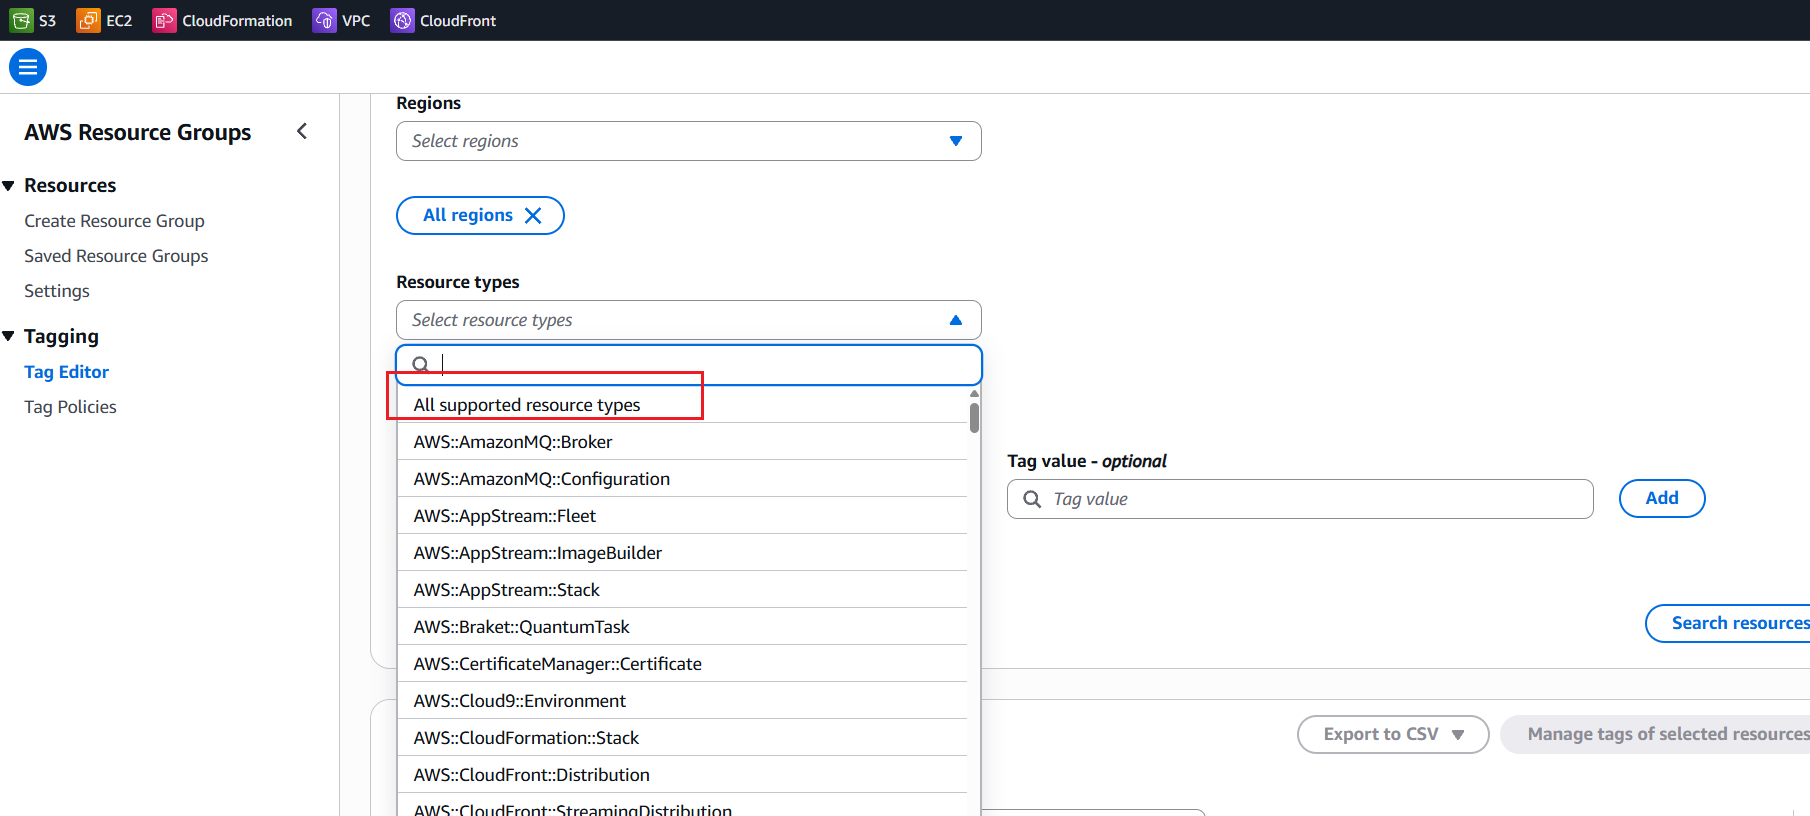 S3 EC2 CloudFormation VPC CloudFront
AWS Resource Groups
Resources
Create Resource Group
Saved Resource Groups
Settings
Tagging
Tag Editor
Tag Policies
Regions
Select regions
All regions
Resource types
Select resource types
All supported resource types
AWS::AmazonMQ::Broker
AWS::AmazonMQ::Configuration
AWS::AppStream::Fleet
AWS::AppStream::ImageBuilder
AWS::AppStream::Stack
AWS::Braket::QuantumTask
AWS::CertificateManager::Certificate
AWS::Cloud9::Environment
AWS::CloudFormation::Stack
AWS::CloudFront::Distribution
AWS::CloudFront::StreamingDistribution
Tag value - optional
Tag value
Add
Search resources
Export to CSV
Manage tags of selected resources